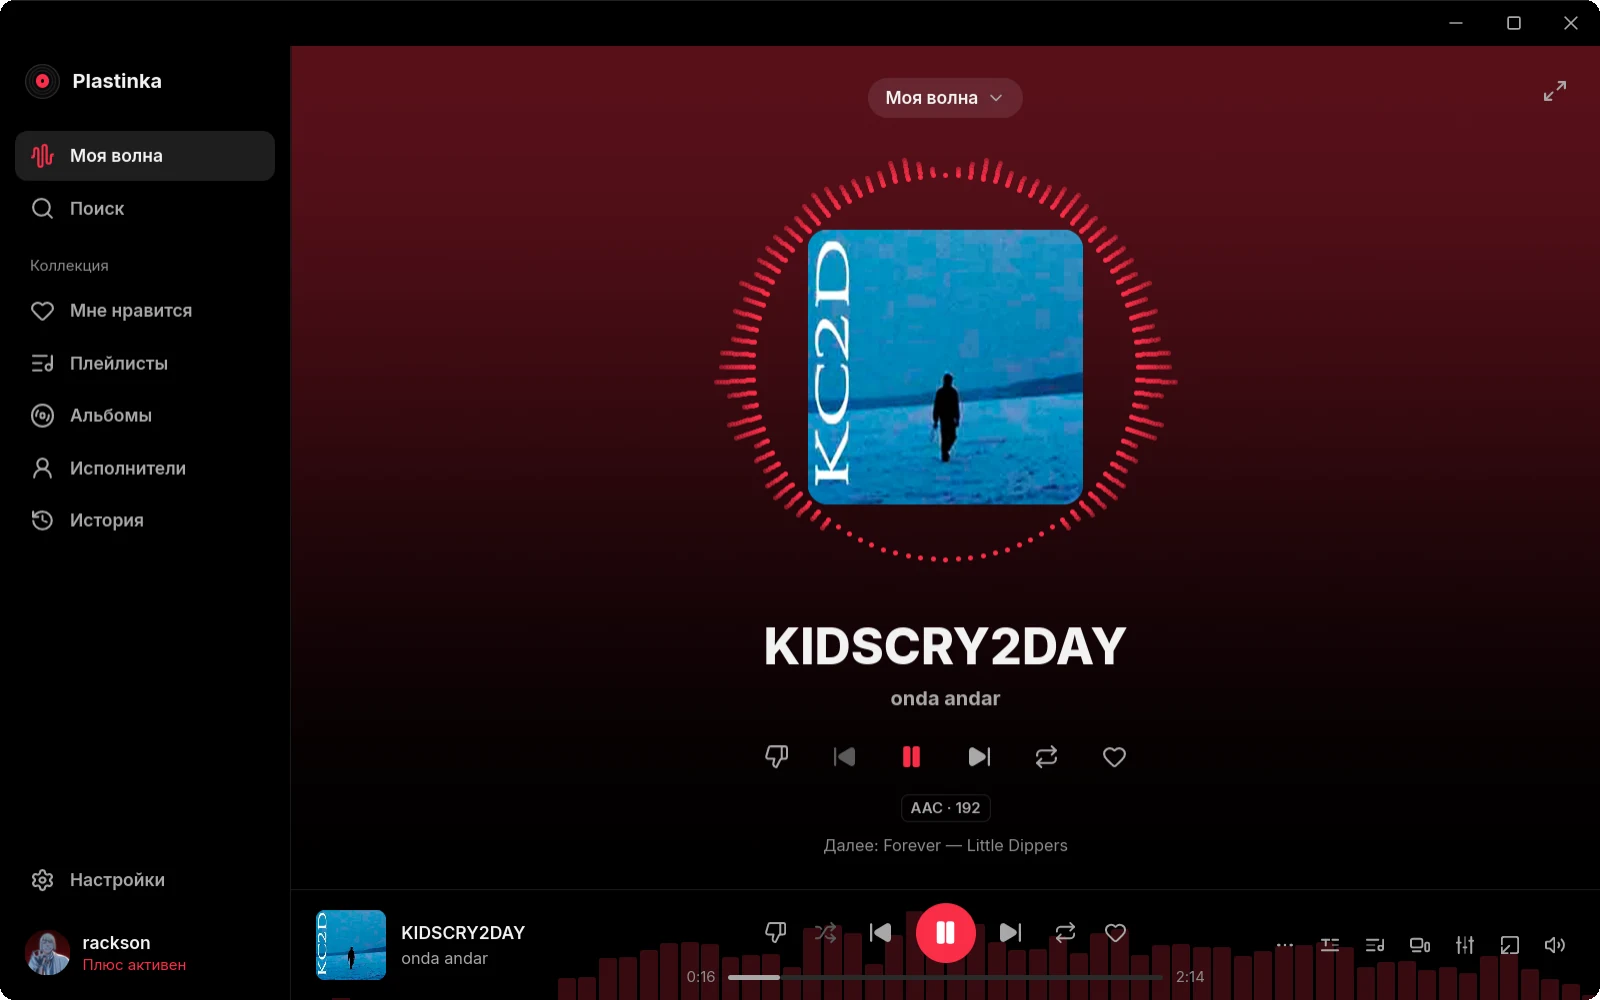 Plastinka
Моя волна
Поиск
Коллекция
Мне нравится
Плейлисты
Альбомы
Исполнители
История
Настройки
rackson
Плюс активен
Моя волна
KC2D
KIDSCRY2DAY
onda andar
AAC · 192
Далее: Forever — Little Dippers
KC2D
KIDSCRY2DAY
onda andar
0:16
2:14